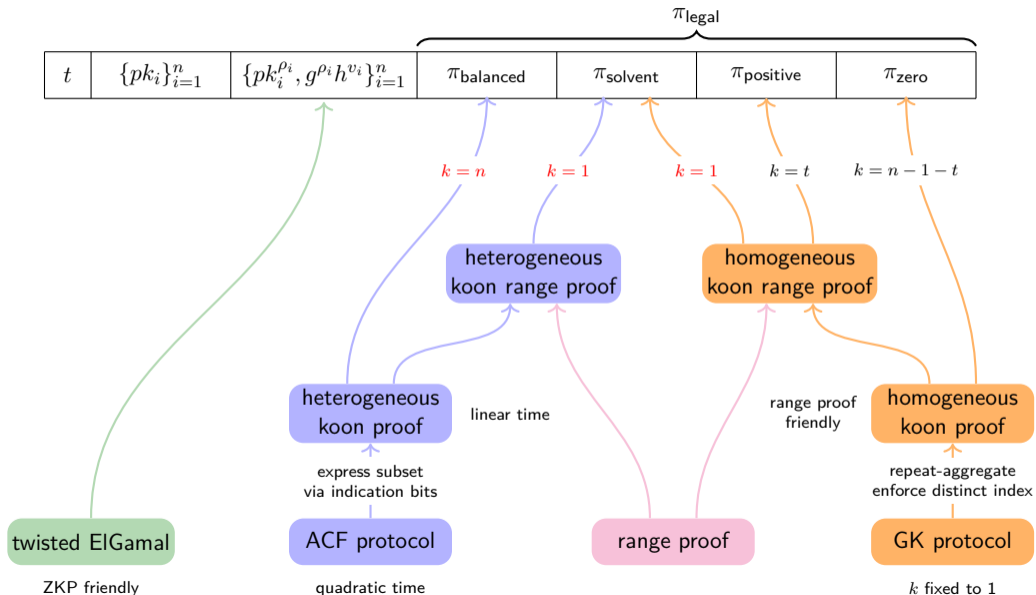 π_legal
t {pk_i}_{i=1}^n {pk_i^{ρ_i}, g^{ρ_i}h^{v_i}}_{i=1}^n π_balanced π_solvent π_positive π_zero
k = n k = 1 k = 1 k = t k = n − 1 − t
heterogeneous
koon range proof
homogeneous
koon range proof
heterogeneous
koon proof
linear time
range proof
friendly
homogeneous
koon proof
express subset
via indication bits
repeat-aggregate
enforce distinct index
twisted ElGamal
ACF protocol
range proof
GK protocol
ZKP friendly
quadratic time
k fixed to 1